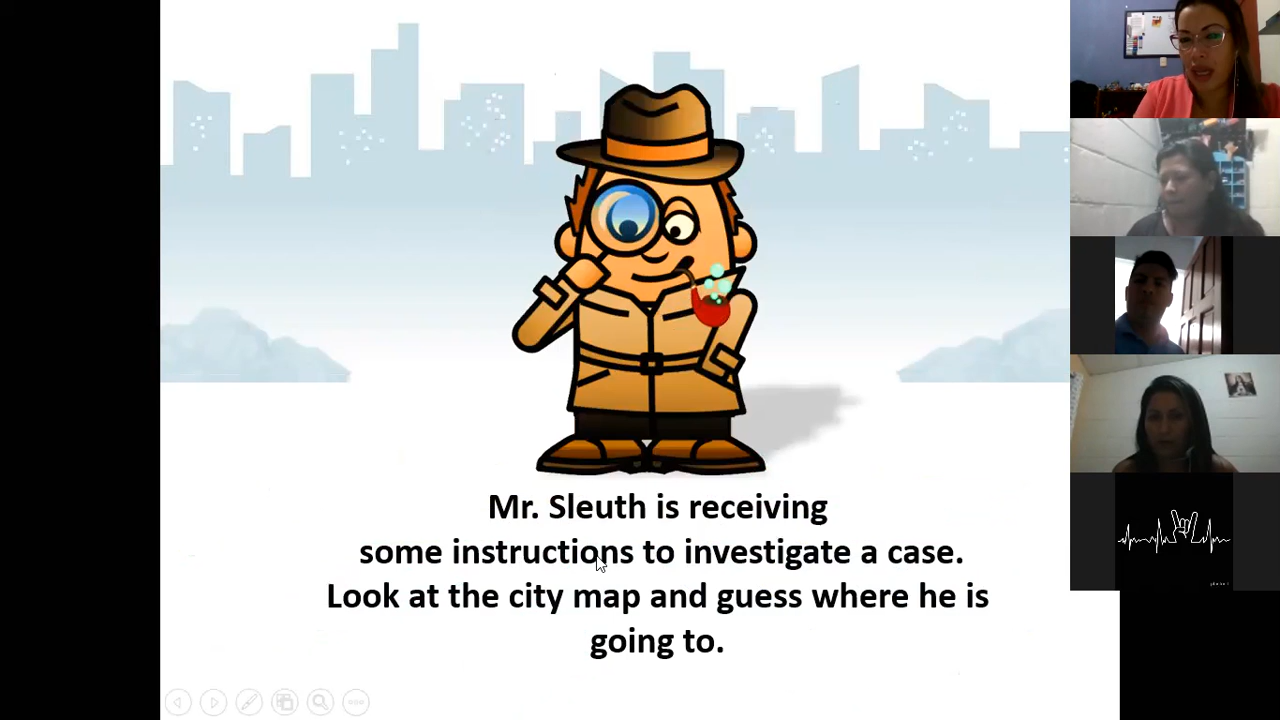 Mr. Sleuth is receiving
some instructions to investigate a case.
Look at the city map and guess where he is
going to.